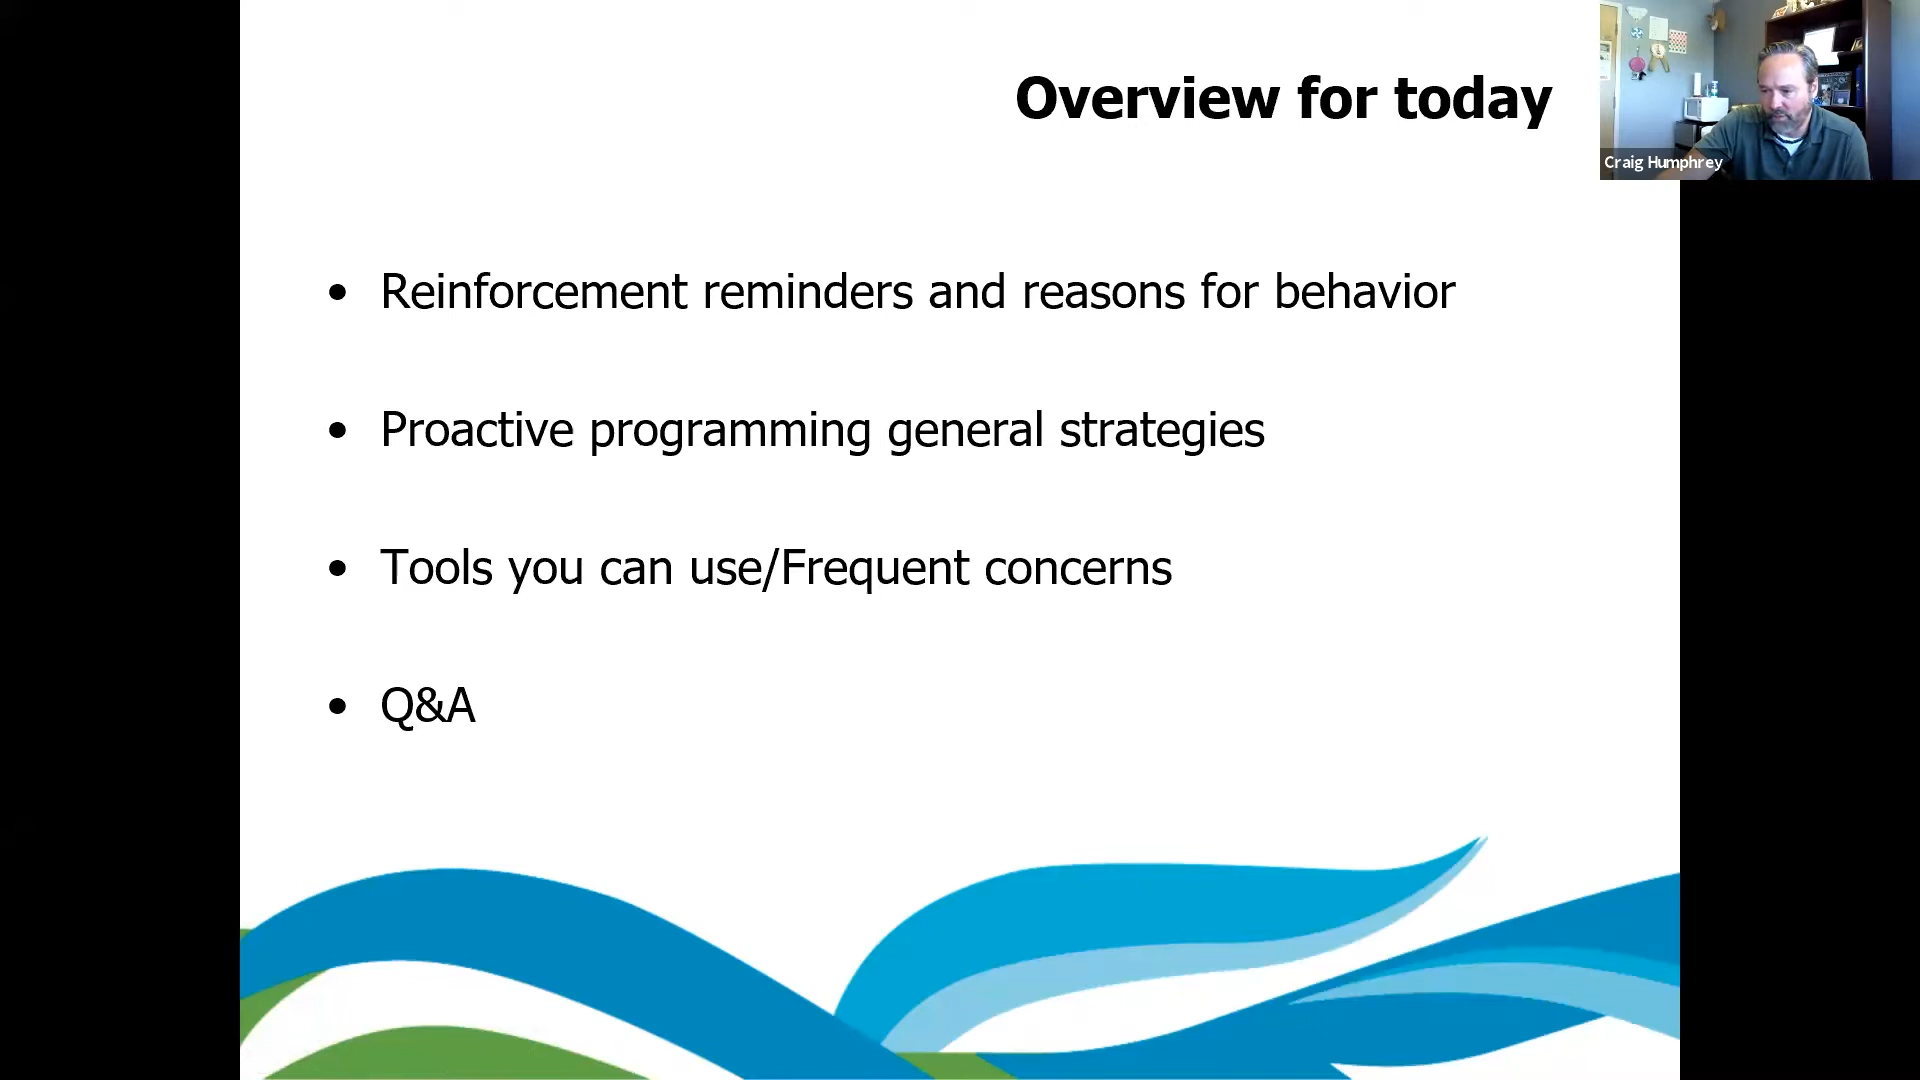 Overview for today
Craig Humphrey
• Reinforcement reminders and reasons for behavior
• Proactive programming general strategies
• Tools you can use/Frequent concerns
• Q&A